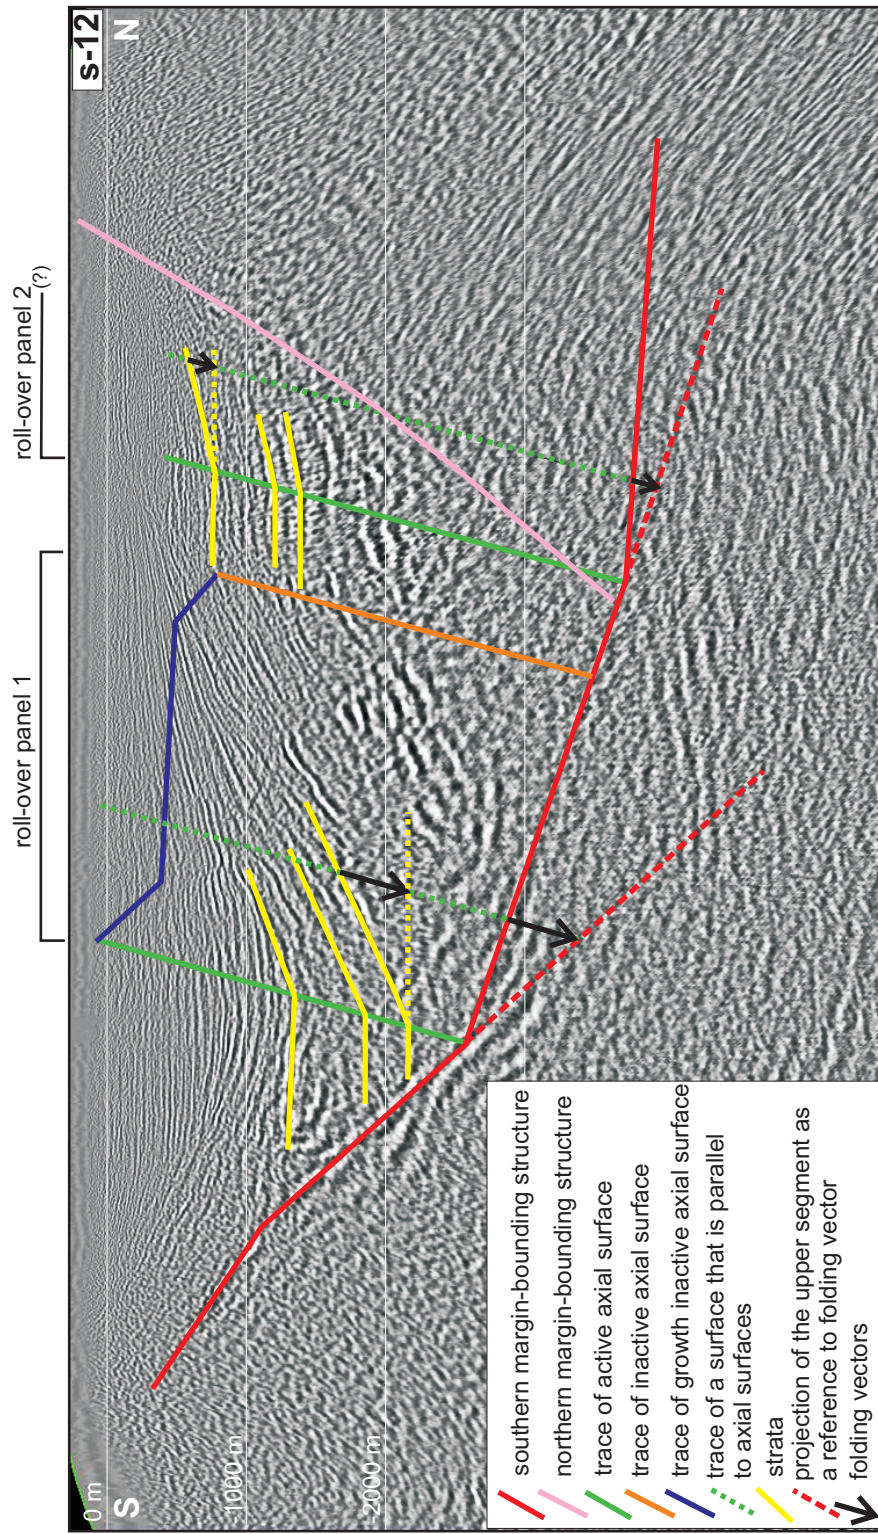 roll-over panel 1
roll-over panel 2
(?)
s-12
S
N
0 m
-1000 m
-2000 m
southern margin-bounding structure
northern margin-bounding structure
trace of active axial surface
trace of inactive axial surface
trace of growth inactive axial surface
trace of a surface that is parallel
to axial surfaces
strata
projection of the upper segment as
a reference to folding vector
folding vectors